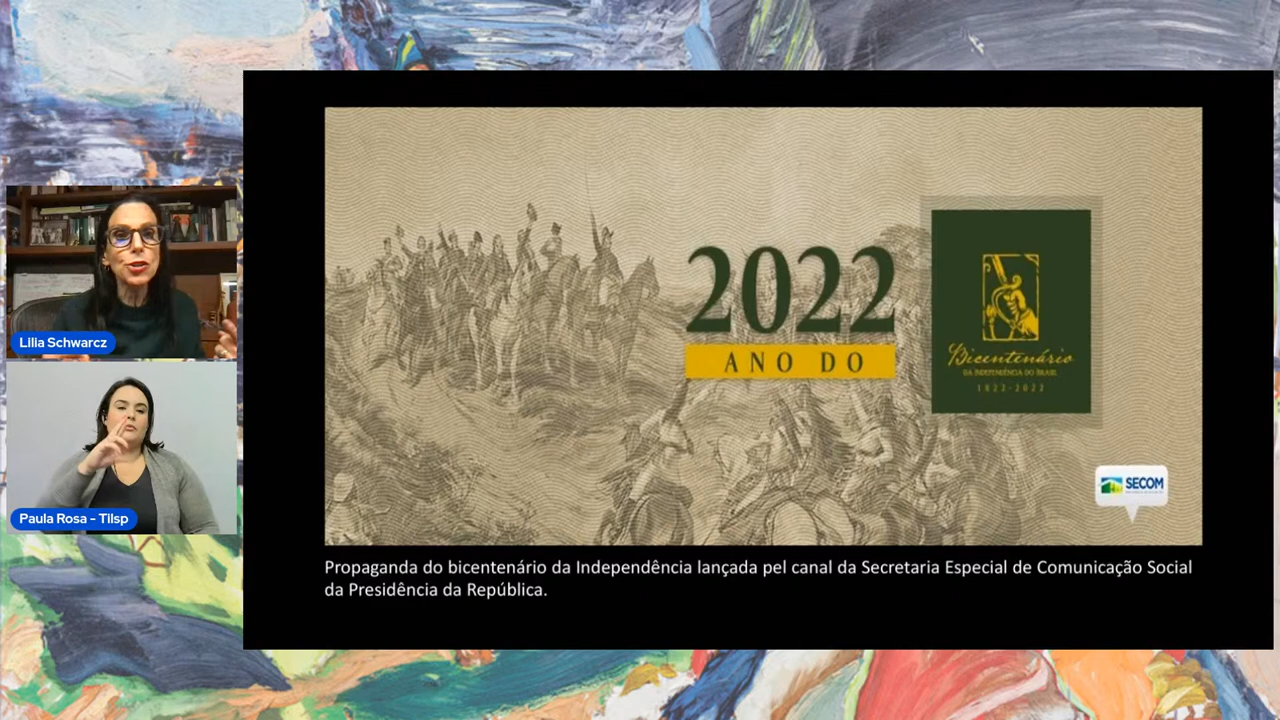 2022
ANO DO
Bicentenário
DA INDEPENDÊNCIA DO BRASIL
1822-2022
SECOM
Lilia Schwarcz
Paula Rosa - Tilsp
Propaganda do bicentenário da Independência lançada pel canal da Secretaria Especial de Comunicação Social
da Presidência da República.